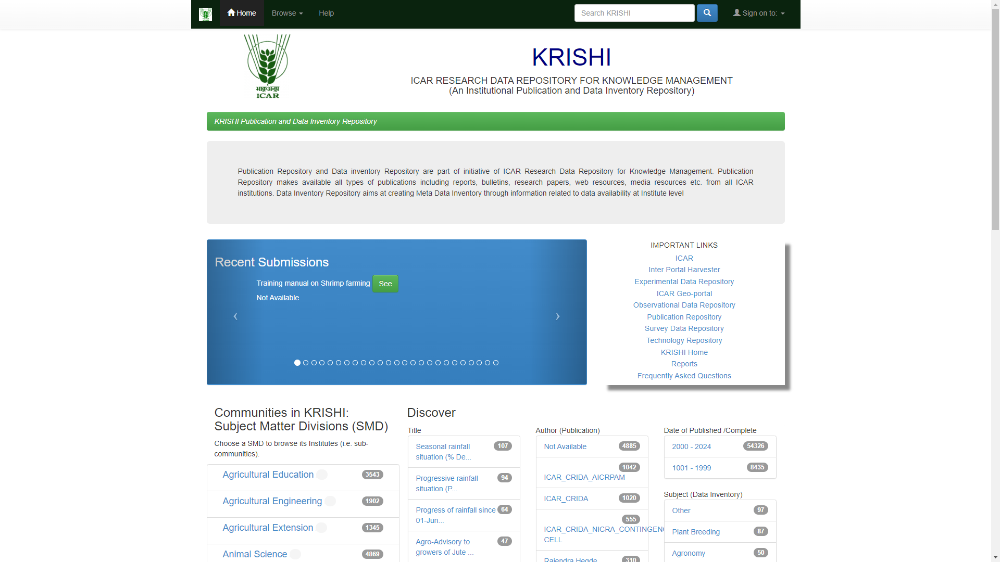 Home
Browse
Help
Search KRISHI
Sign on to:
भाकृअनुप
ICAR
KRISHI
ICAR RESEARCH DATA REPOSITORY FOR KNOWLEDGE MANAGEMENT
(An Institutional Publication and Data Inventory Repository)
KRISHI Publication and Data Inventory Repository
Publication Repository and Data inventory Repository are part of initiative of ICAR Research Data Repository for Knowledge Management. Publication
Repository makes available all types of publications including reports, bulletins, research papers, web resources, media resources etc. from all ICAR
institutions. Data Inventory Repository aims at creating Meta Data Inventory through information related to data availability at Institute level
Recent Submissions
Training manual on Shrimp farming See
Not Available
IMPORTANT LINKS
ICAR
Inter Portal Harvester
Experimental Data Repository
ICAR Geo-portal
Observational Data Repository
Publication Repository
Survey Data Repository
Technology Repository
KRISHI Home
Reports
Frequently Asked Questions
Communities in KRISHI:
Subject Matter Divisions (SMD)
Choose a SMD to browse its Institutes (i.e. sub-
communities).
Agricultural Education 3543
Agricultural Engineering 1902
Agricultural Extension 1345
Animal Science 4869
Discover
Title
Seasonal rainfall 107
situation (% De...
Progressive rainfall 94
situation (P...
Progress of rainfall since 64
01-Jun...
Agro-Advisory to 47
growers of Jute ...
Author (Publication)
Not Available 4885
1042
ICAR_CRIDA_AICRPAM
ICAR_CRIDA 1020
555
ICAR_CRIDA_NICRA_CONTINGENC
CELL
Rajendra Hegde 310
Date of Published /Complete
2000 - 2024 54326
1001 - 1999 8435
Subject (Data Inventory)
Other 97
Plant Breeding 87
Agronomy 50